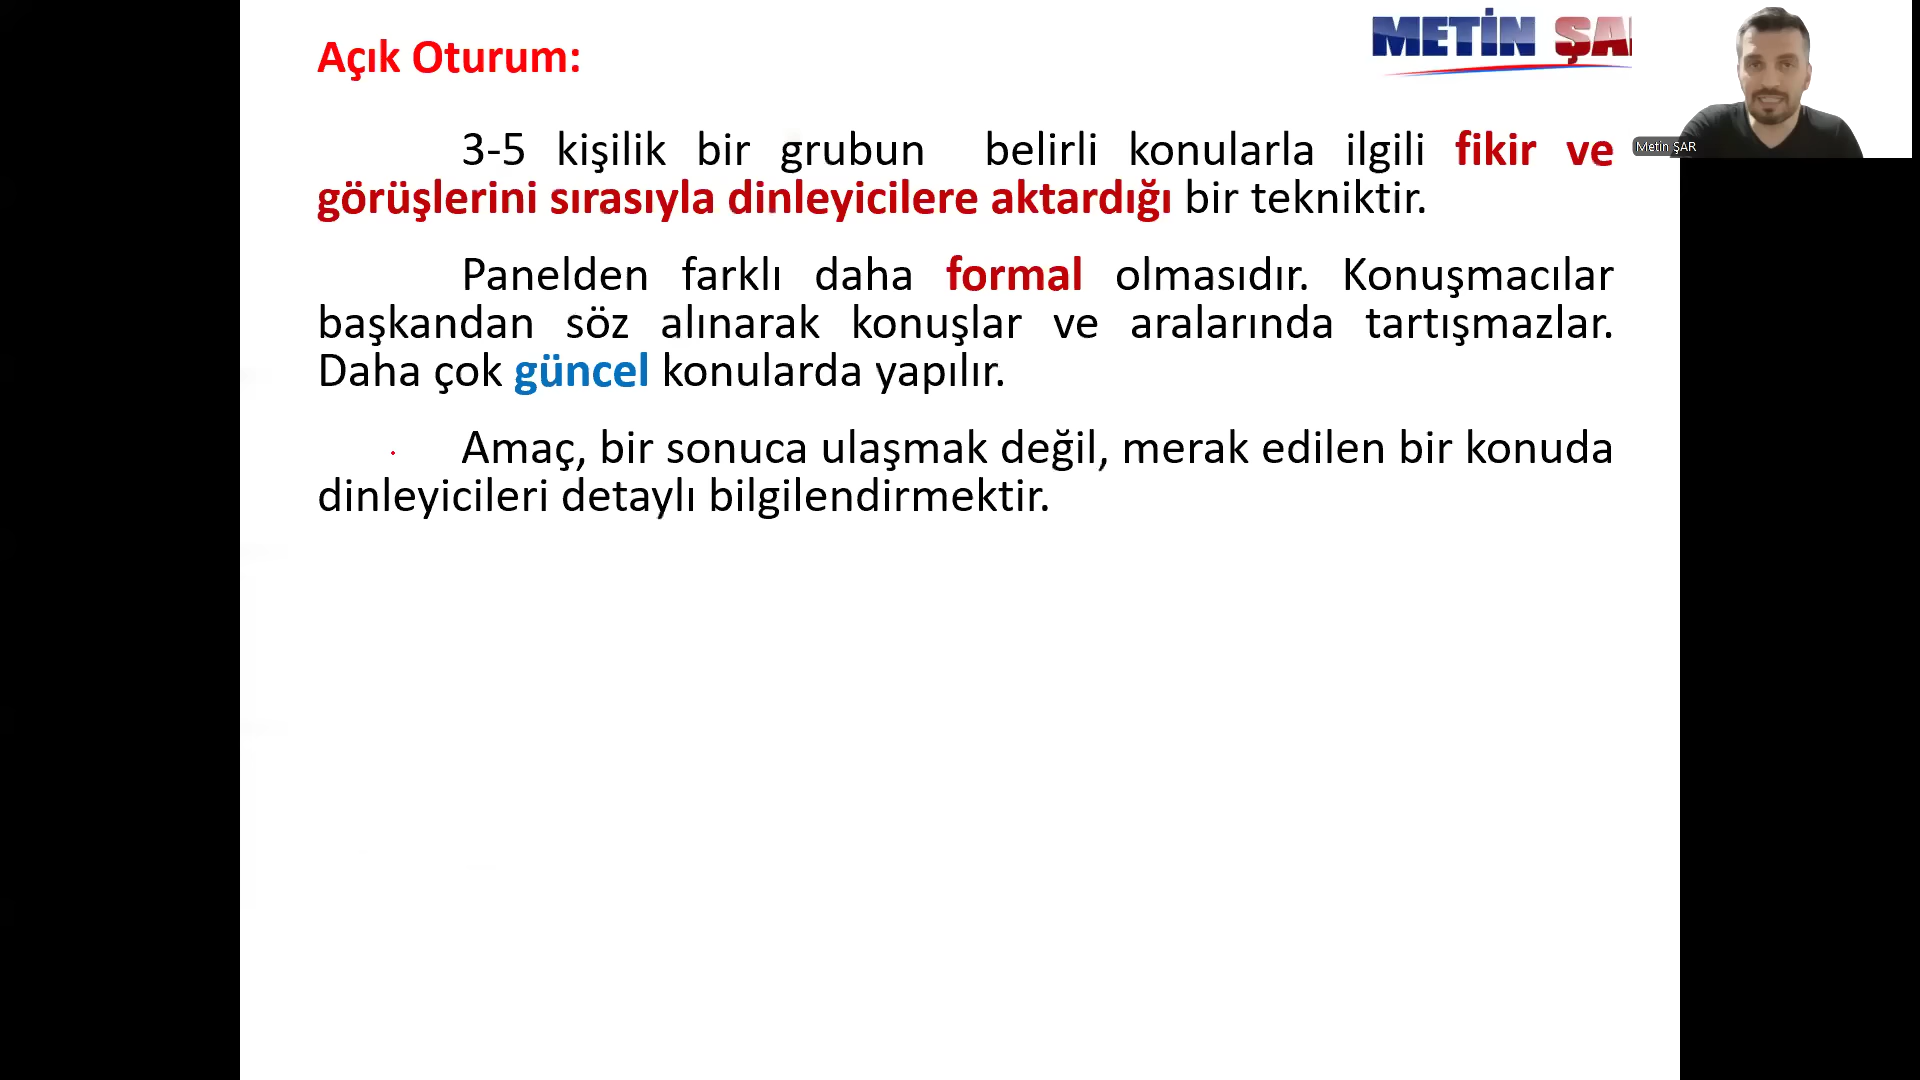 Açık Oturum:
METİN ŞA
Metin ŞAR
3-5 kişilik bir grubun belirli konularla ilgili fikir ve
görüşlerini sırasıyla dinleyicilere aktardığı bir tekniktir.
Panelden farklı daha formal olmasıdır. Konuşmacılar
başkandan söz alınarak konuşlar ve aralarında tartışmazlar.
Daha çok güncel konularda yapılır.
Amaç, bir sonuca ulaşmak değil, merak edilen bir konuda
dinleyicileri detaylı bilgilendirmektir.